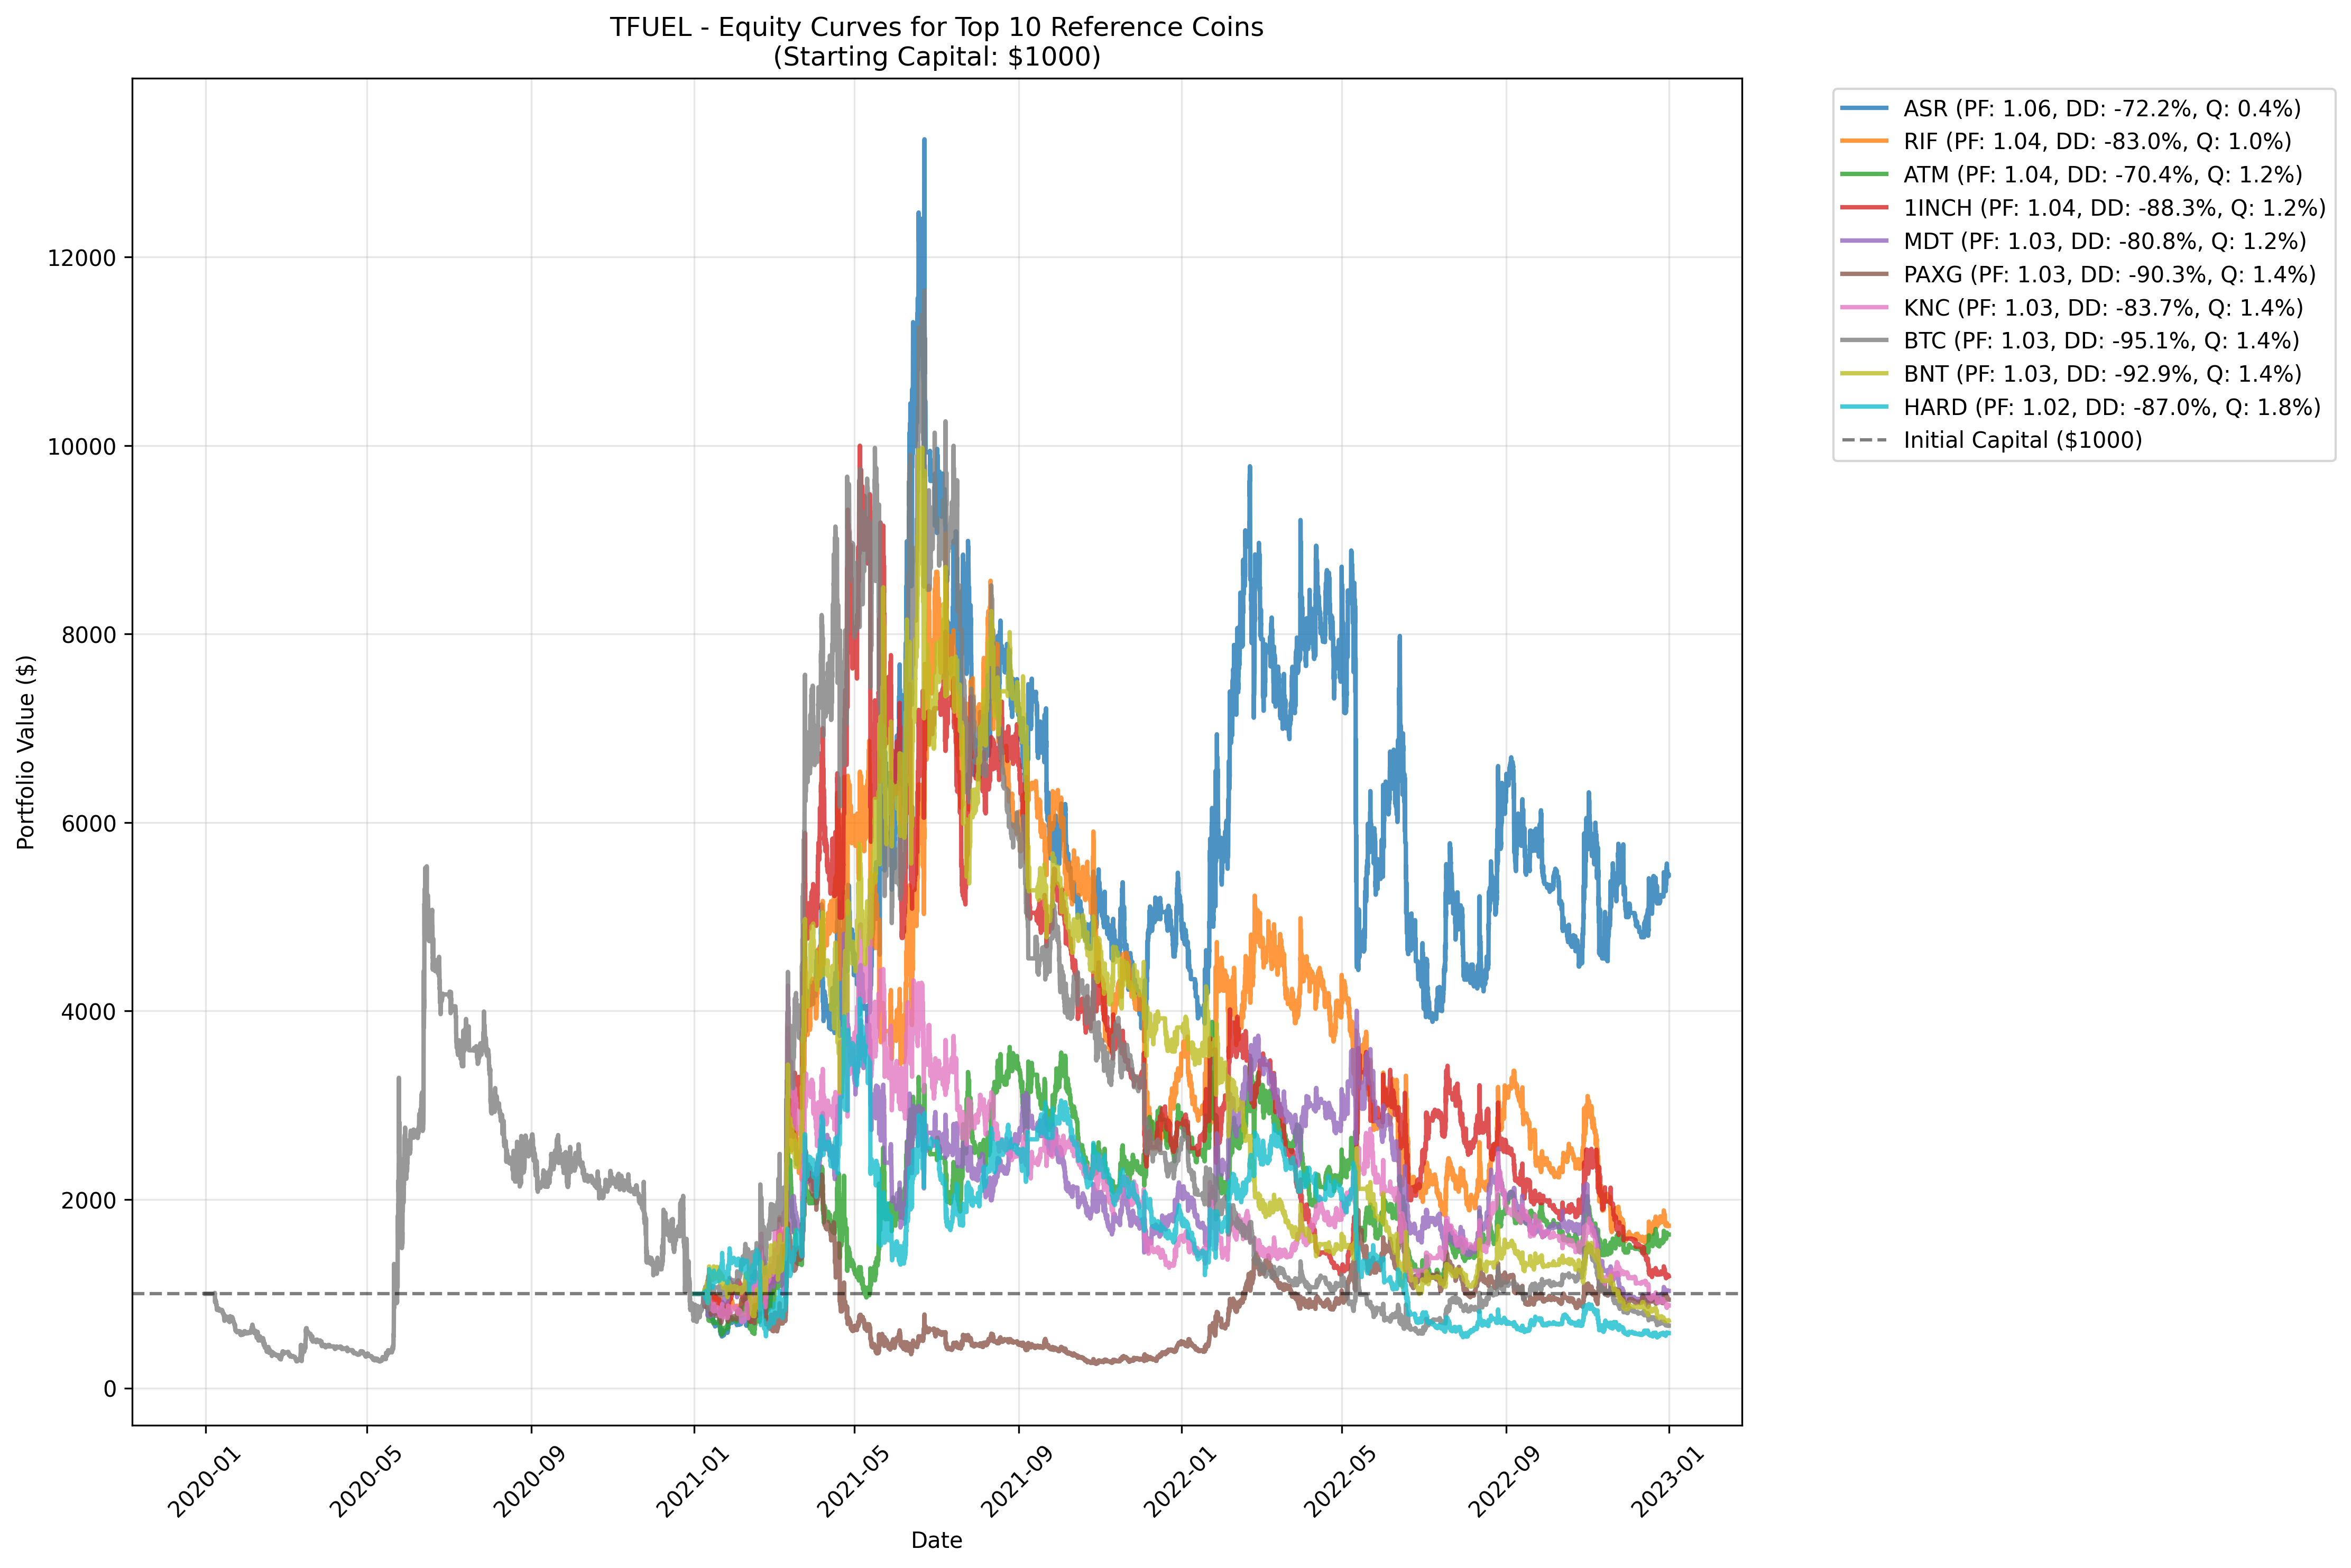 TFUEL - Equity Curves for Top 10 Reference Coins
(Starting Capital: $1000)
ASR (PF: 1.06, DD: -72.2%, Q: 0.4%)
RIF (PF: 1.04, DD: -83.0%, Q: 1.0%)
ATM (PF: 1.04, DD: -70.4%, Q: 1.2%)
1INCH (PF: 1.04, DD: -88.3%, Q: 1.2%)
MDT (PF: 1.03, DD: -80.8%, Q: 1.2%)
PAXG (PF: 1.03, DD: -90.3%, Q: 1.4%)
KNC (PF: 1.03, DD: -83.7%, Q: 1.4%)
BTC (PF: 1.03, DD: -95.1%, Q: 1.4%)
BNT (PF: 1.03, DD: -92.9%, Q: 1.4%)
HARD (PF: 1.02, DD: -87.0%, Q: 1.8%)
Initial Capital ($1000)
Portfolio Value ($)
12000
10000
8000
6000
4000
2000
0
2020-01
2020-05
2020-09
2021-01
2021-05
2021-09
2022-01
2022-05
2022-09
2023-01
Date